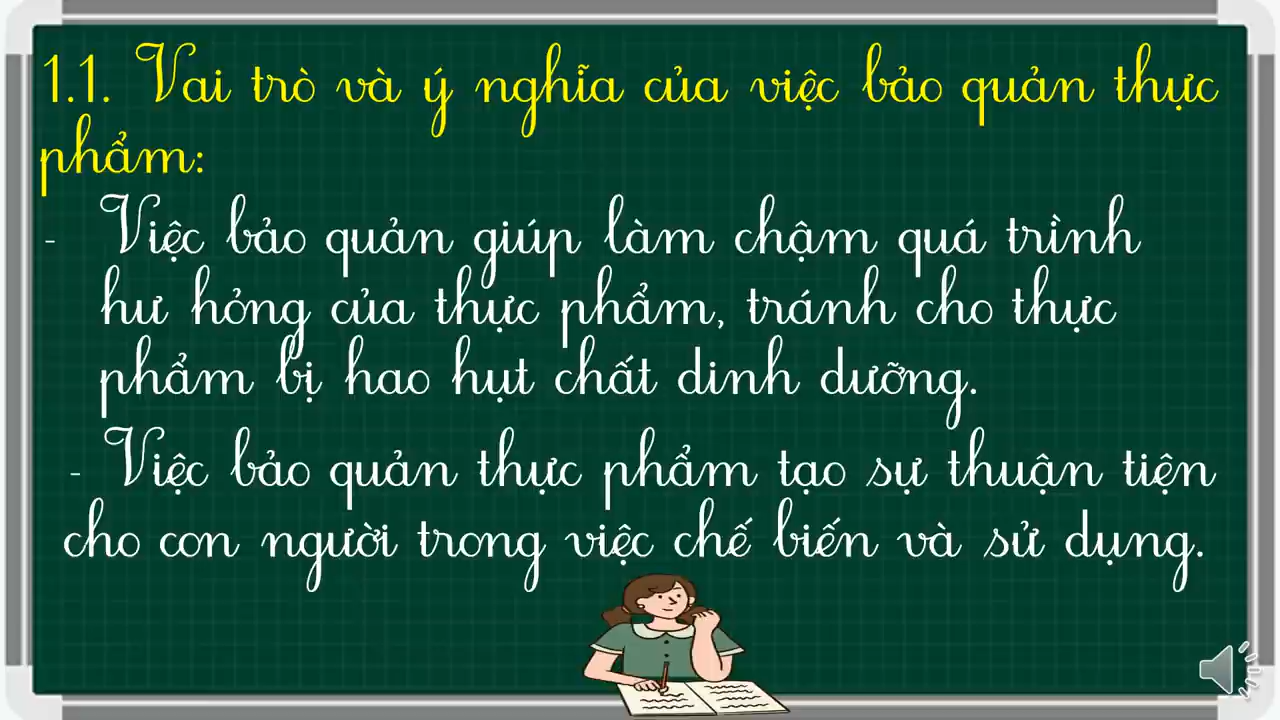 1.1. Vai trò và ý nghĩa của việc bảo quản thực
phẩm:
- Việc bảo quản giúp làm chậm quá trình
hư hỏng của thực phẩm, tránh cho thực
phẩm bị hao hụt chất dinh dưỡng.
- Việc bảo quản thực phẩm tạo sự thuận tiện
cho con người trong việc chế biến và sử dụng.